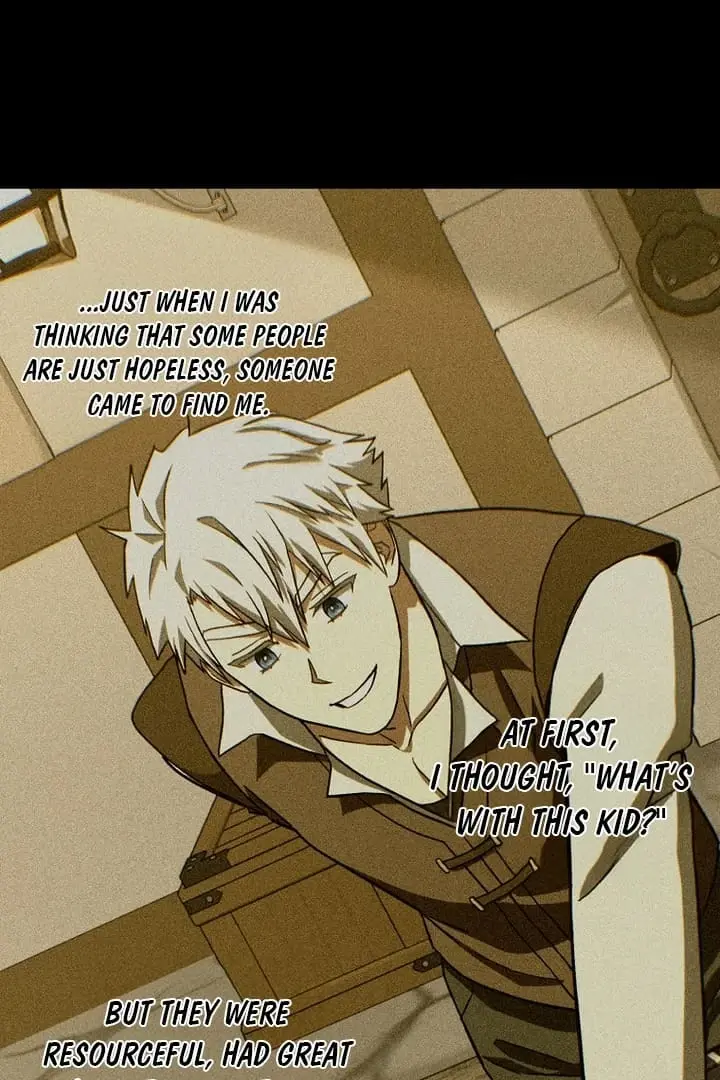 ...JUST WHEN I WAS
THINKING THAT SOME PEOPLE
ARE JUST HOPELESS, SOMEONE
CAME TO FIND ME.
AT FIRST,
I THOUGHT, "WHAT'S
WITH THIS KID?"
BUT THEY WERE
RESOURCEFUL, HAD GREAT